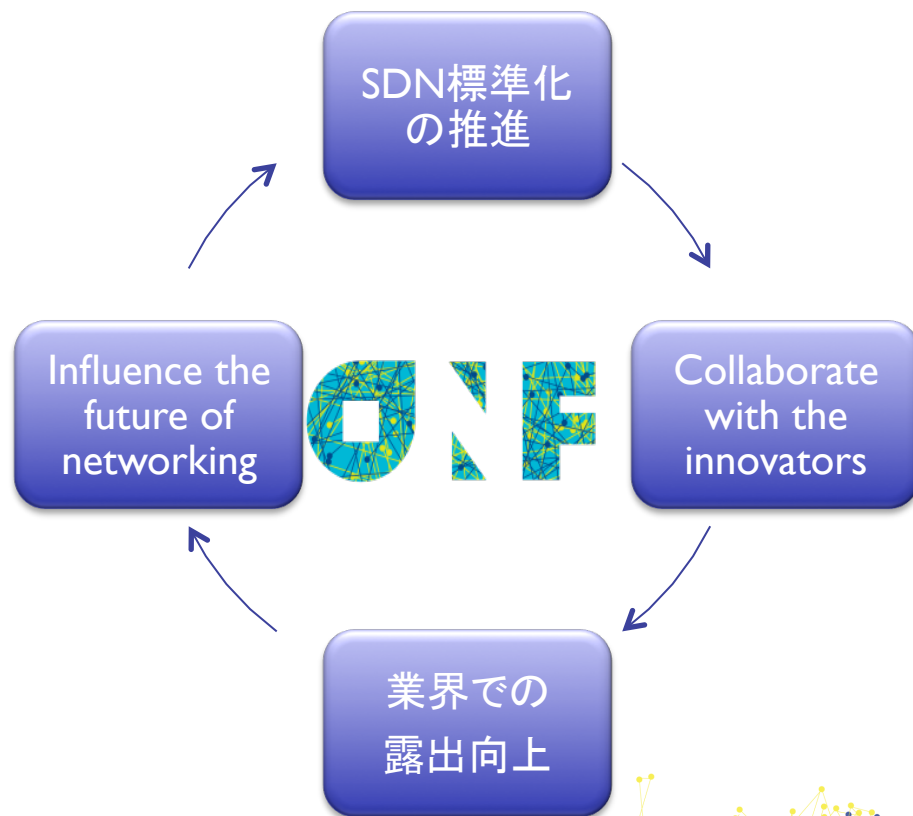 SDN標準化
の推進
Influence the
future of
networking
ONF
Collaborate
with the
innovators
業界での
露出向上